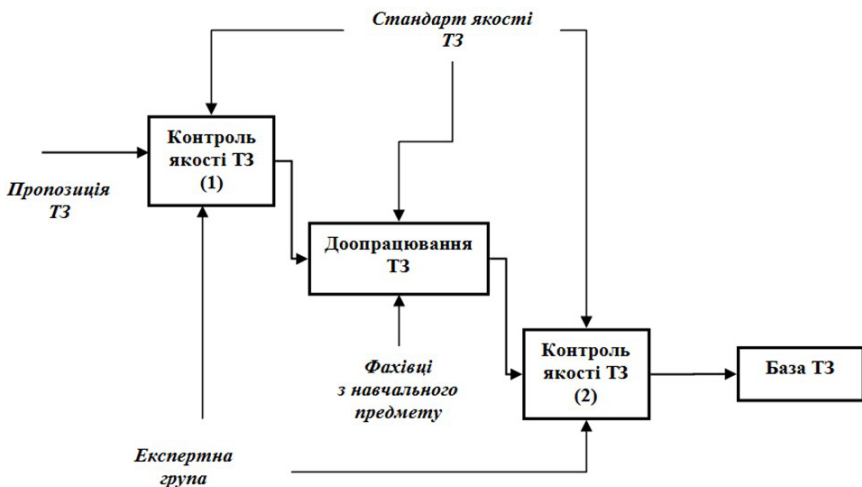 Стандарт якості
ТЗ
Контроль
якості ТЗ
(1)
Пропозиція
ТЗ
Доопрацювання
ТЗ
Фахівці
з навчального
предмету
Контроль
якості ТЗ
(2)
База ТЗ
Експертна
група